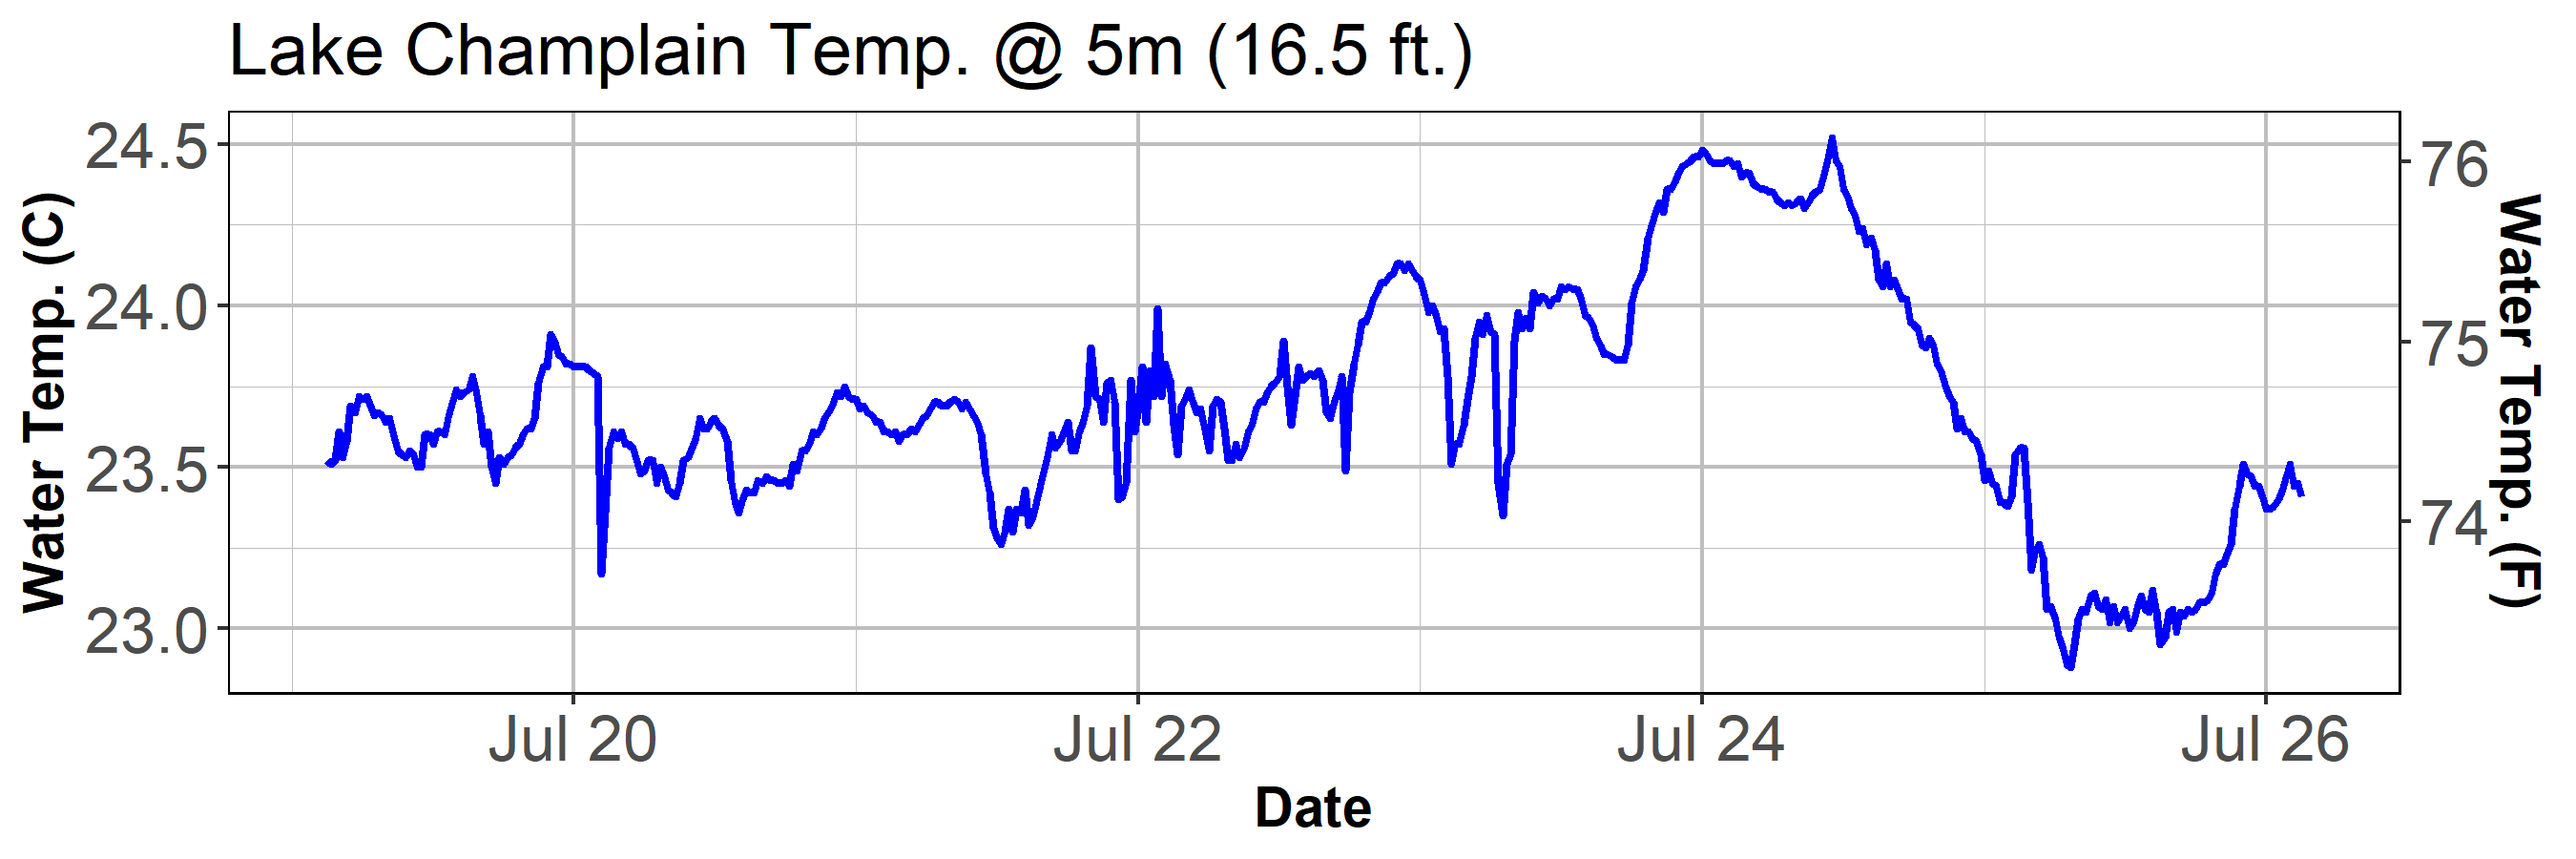 Lake Champlain Temp. @ 5m (16.5 ft.)
Water Temp. (C)
24.5
24.0
23.5
23.0
76
75
74
Water Temp. (F)
Jul 20 Jul 22 Jul 24 Jul 26
Date